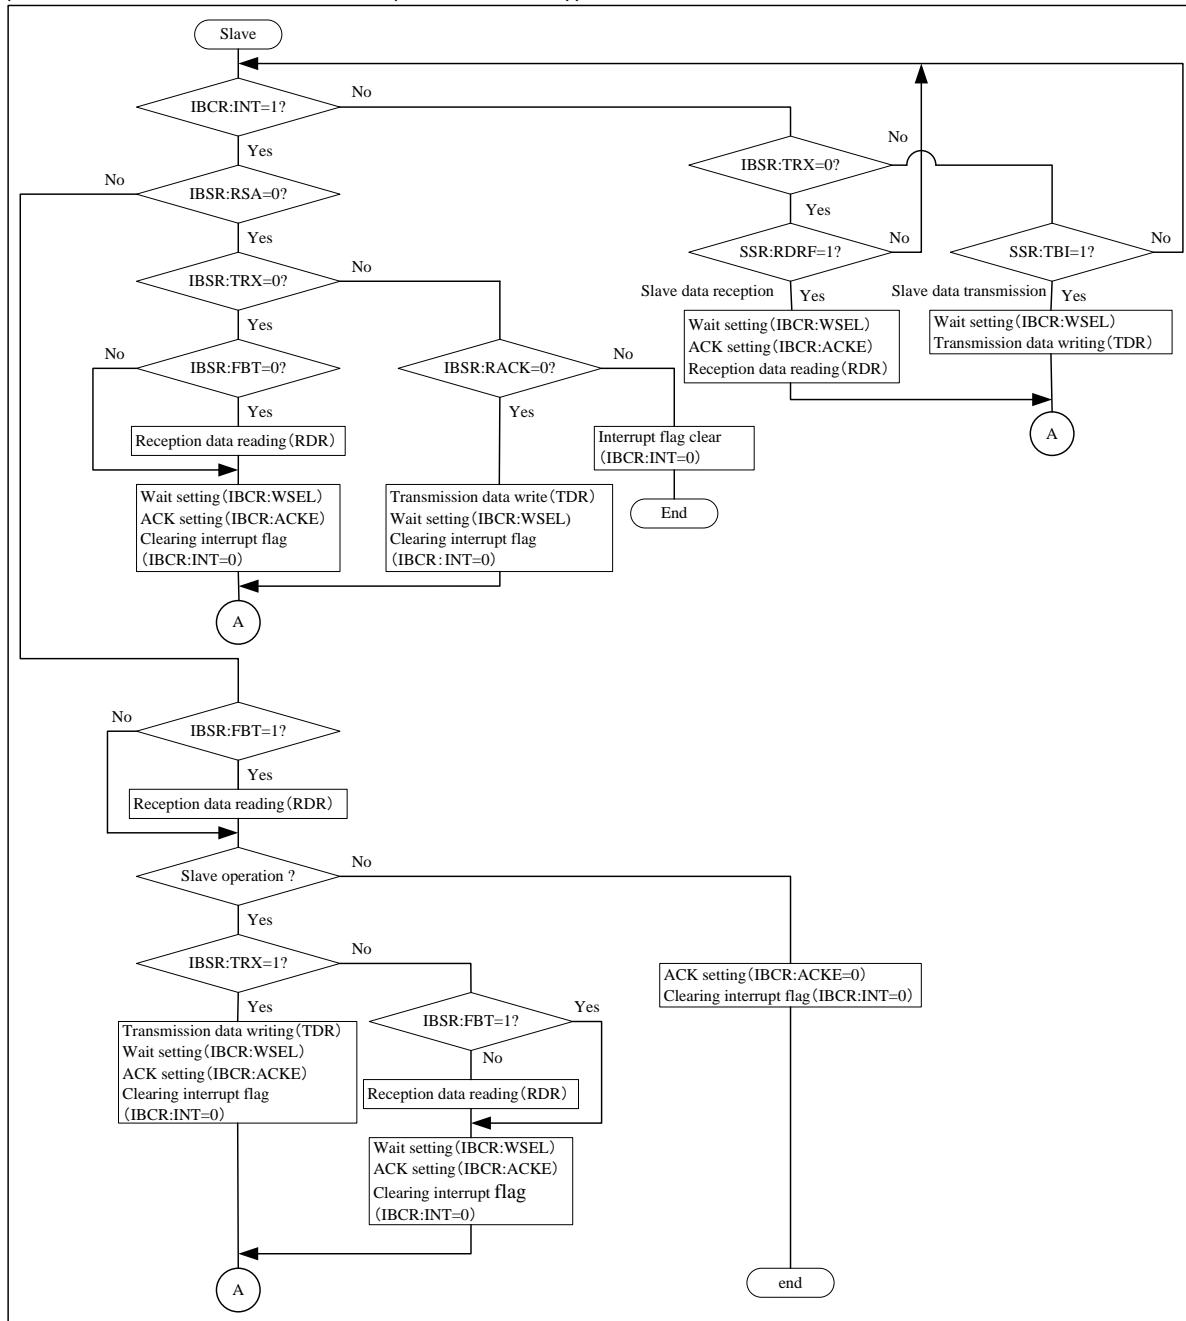 Slave
IBCR:INT=1?
No
Yes
IBSR:RSA=0?
No
Yes
IBSR:TRX=0?
No
Yes
IBSR:FBT=0?
No
Yes
Reception data reading(RDR)
Wait setting(IBCR:WSEL)
ACK setting(IBCR:ACKE)
Clearing interrupt flag
(IBCR:INT=0)
A
IBSR:RACK=0?
No
Yes
Transmission data write(TDR)
Wait setting(IBCR:WSEL)
Clearing interrupt flag
(IBCR:INT=0)
Interrupt flag clear
(IBCR:INT=0)
End
IBSR:TRX=0?
No
Yes
SSR:RDRF=1?
No
Slave data reception
Yes
Wait setting(IBCR:WSEL)
ACK setting(IBCR:ACKE)
Reception data reading(RDR)
SSR:TBI=1?
No
Slave data transmission
Yes
Wait setting(IBCR:WSEL)
Transmission data writing(TDR)
A
IBSR:FBT=1?
No
Yes
Reception data reading(RDR)
Slave operation ?
No
Yes
IBSR:TRX=1?
No
Yes
Transmission data writing(TDR)
Wait setting(IBCR:WSEL)
ACK setting(IBCR:ACKE)
Clearing interrupt flag
(IBCR:INT=0)
IBSR:FBT=1?
Yes
No
Reception data reading(RDR)
Wait setting(IBCR:WSEL)
ACK setting(IBCR:ACKE)
Clearing interrupt flag
(IBCR:INT=0)
A
ACK setting(IBCR:ACKE=0)
Clearing interrupt flag(IBCR:INT=0)
end